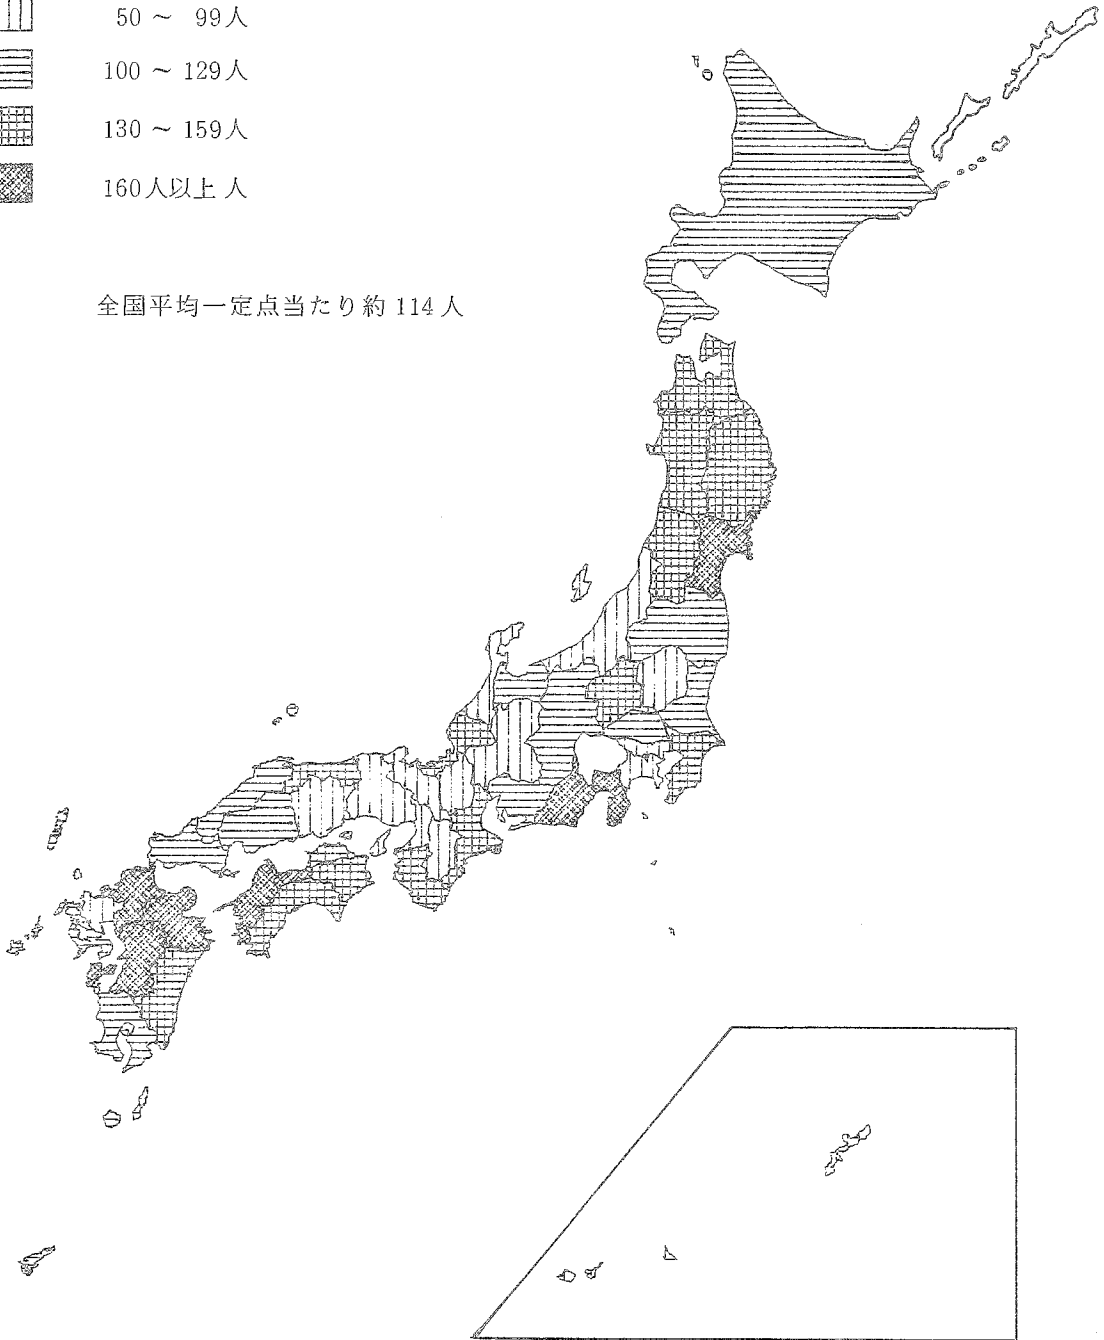 50 ～ 99人
100 ～ 129人
130 ～ 159人
160人以上 人
全国平均一定点当たり約 114 人